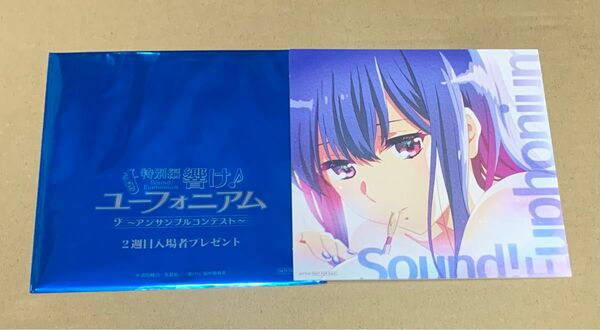 特別編
Sound! Euphonium
響け♪
ユーフォニアム
〜アンサンブルコンテスト〜
2週目入場者プレゼント
Sound! Euphonium